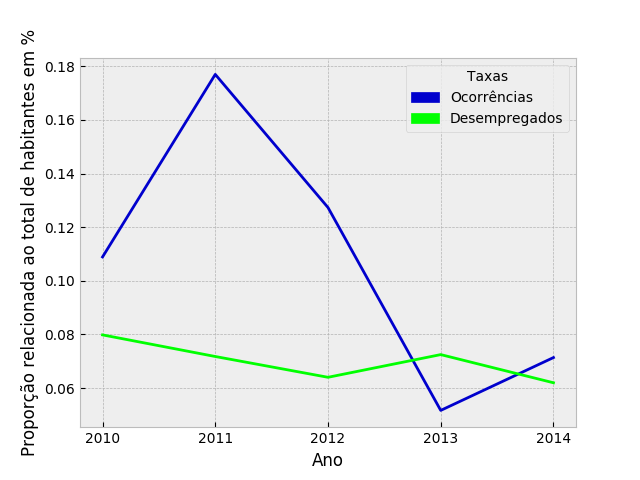 Proporção relacionada ao total de habitantes em %
0.18
0.16
0.14
0.12
0.10
0.08
0.06
Taxas
Ocorrências
Desempregados
2010 2011 2012 2013 2014
Ano